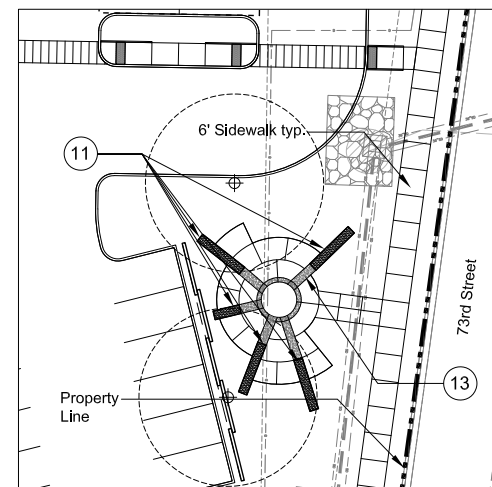 6' Sidewalk typ.
11
73rd Street
13
Property
Line